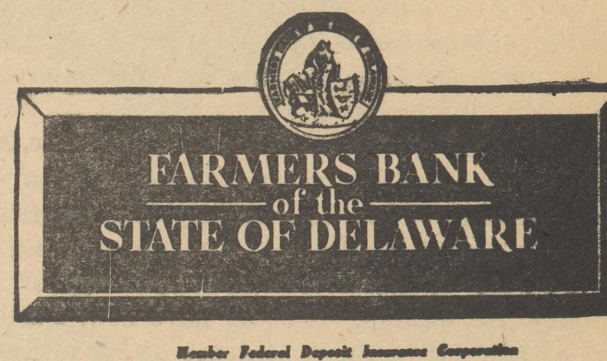 FARMERS BANK
of the
STATE OF DELAWARE
Member Federal Deposit Insurance Corporation